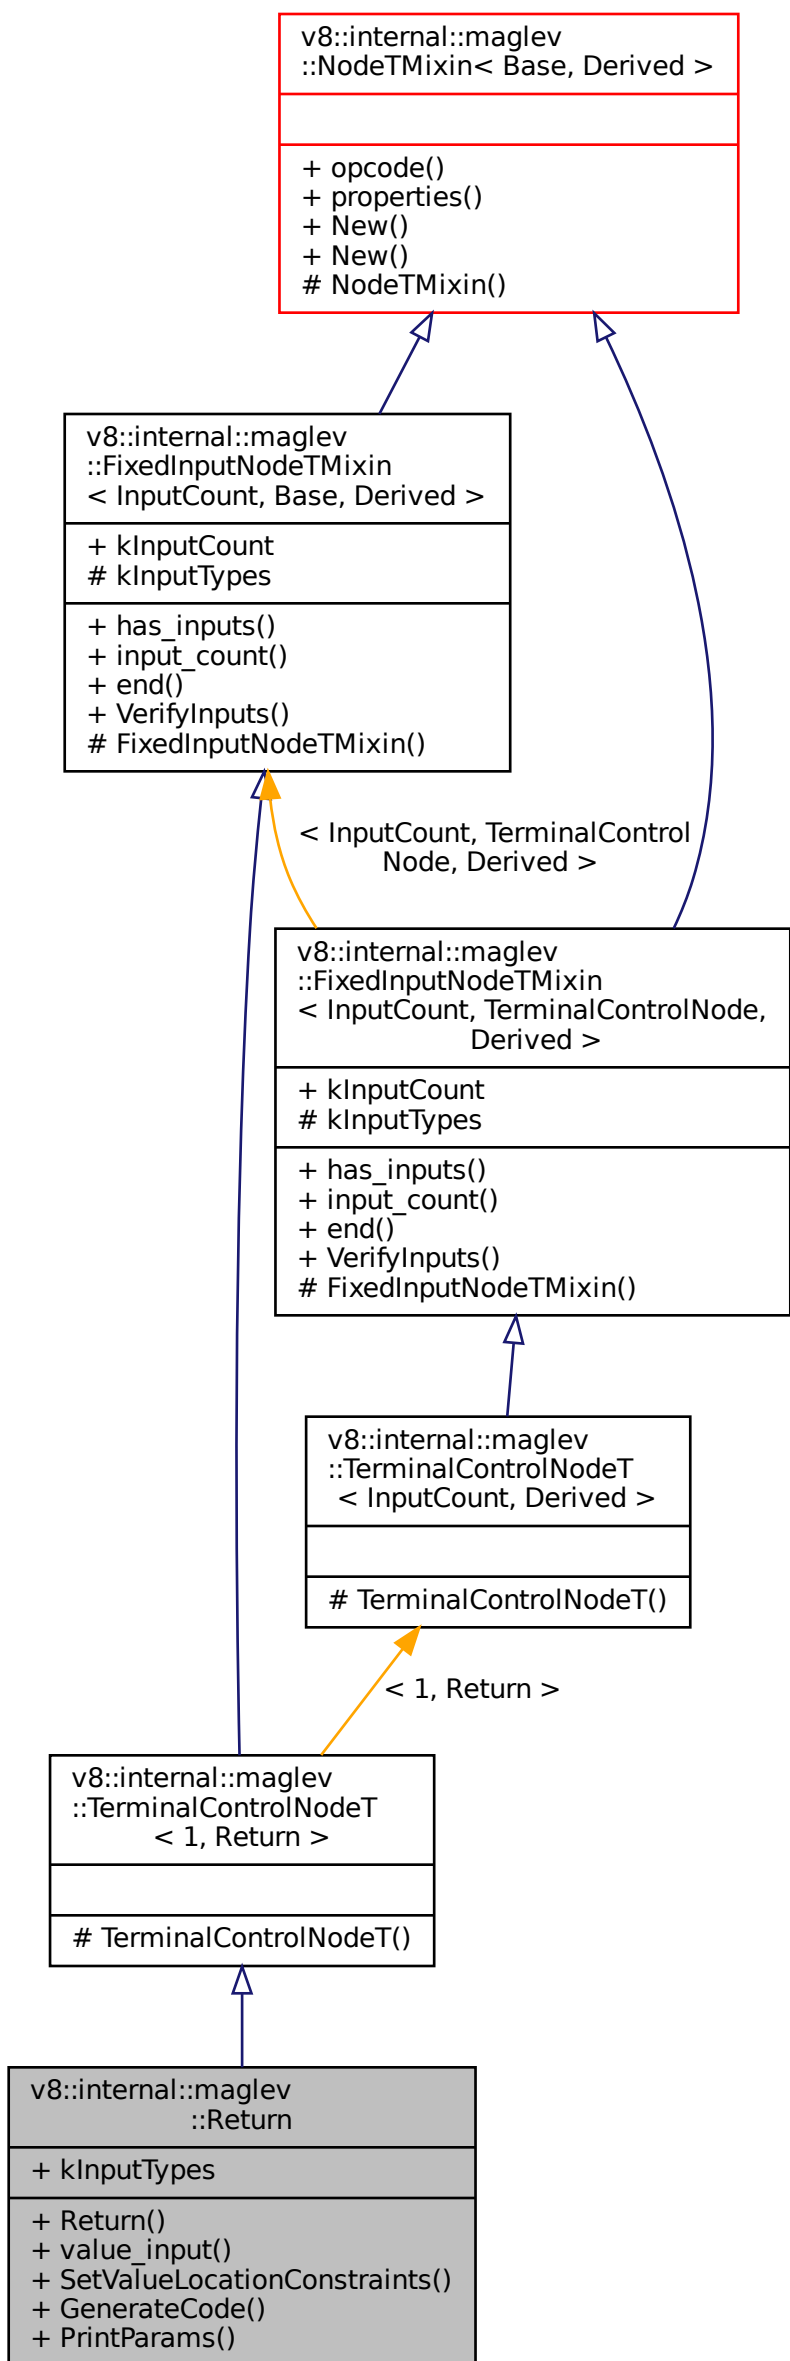 v8::internal::maglev
::NodeTMixin< Base, Derived >
+ opcode()
+ properties()
+ New()
+ New()
# NodeTMixin()
v8::internal::maglev
::FixedInputNodeTMixin
< InputCount, Base, Derived >
+ kInputCount
# kInputTypes
+ has_inputs()
+ input_count()
+ end()
+ VerifyInputs()
# FixedInputNodeTMixin()
< InputCount, TerminalControl
Node, Derived >
v8::internal::maglev
::FixedInputNodeTMixin
< InputCount, TerminalControlNode,
Derived >
+ kInputCount
# kInputTypes
+ has_inputs()
+ input_count()
+ end()
+ VerifyInputs()
# FixedInputNodeTMixin()
v8::internal::maglev
::TerminalControlNodeT
< InputCount, Derived >
# TerminalControlNodeT()
< 1, Return >
v8::internal::maglev
::TerminalControlNodeT
< 1, Return >
# TerminalControlNodeT()
v8::internal::maglev
::Return
+ kInputTypes
+ Return()
+ value_input()
+ SetValueLocationConstraints()
+ GenerateCode()
+ PrintParams()